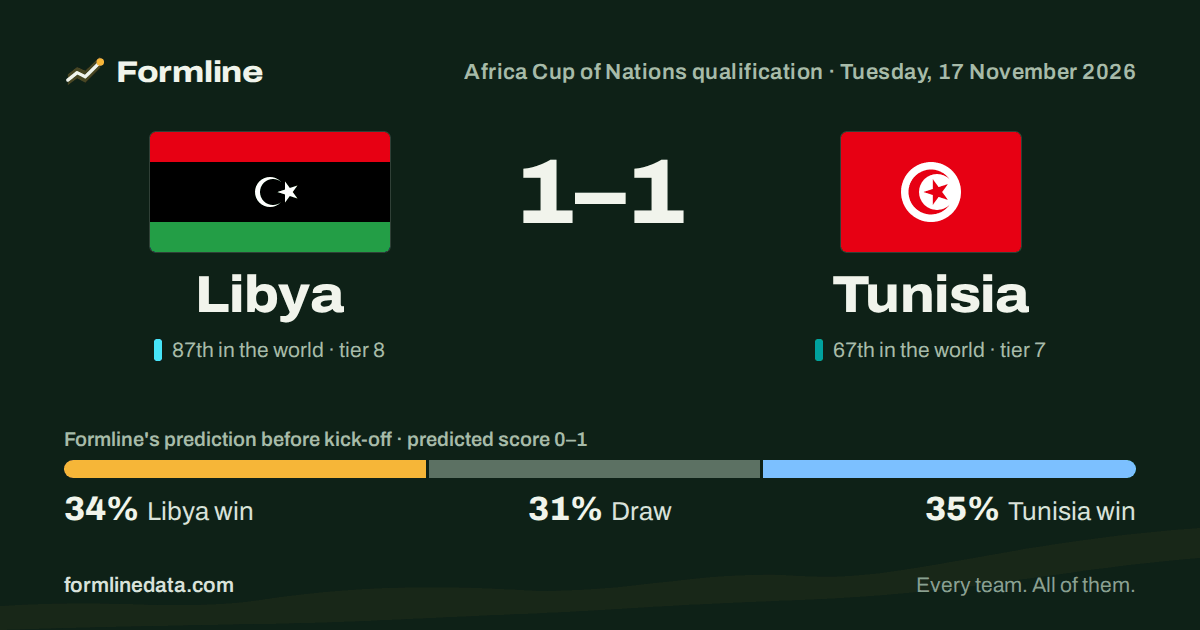 Formline
Africa Cup of Nations qualification · Tuesday, 17 November 2026
1–1
Libya
Tunisia
87th in the world · tier 8
67th in the world · tier 7
Formline's prediction before kick-off · predicted score 0–1
34% Libya win
31% Draw
35% Tunisia win
formlinedata.com
Every team. All of them.